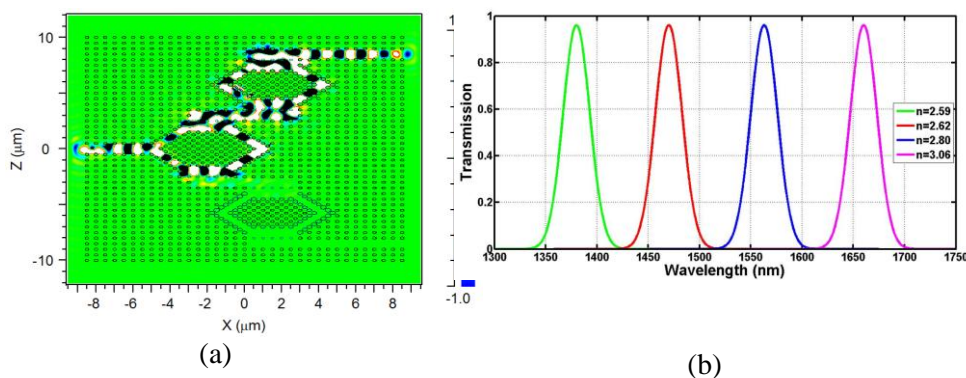 10
0
-10
Z (μm)
-8 -6 -4 -2 0 2 4 6 8
X (μm)
1
-1.0
(a)
1
0.8
0.6
0.4
0.2
0
Transmission
1300 1350 1400 1450 1500 1550 1600 1650 1700 1750
Wavelength (nm)
n=2.59
n=2.62
n=2.80
n=3.06
(b)